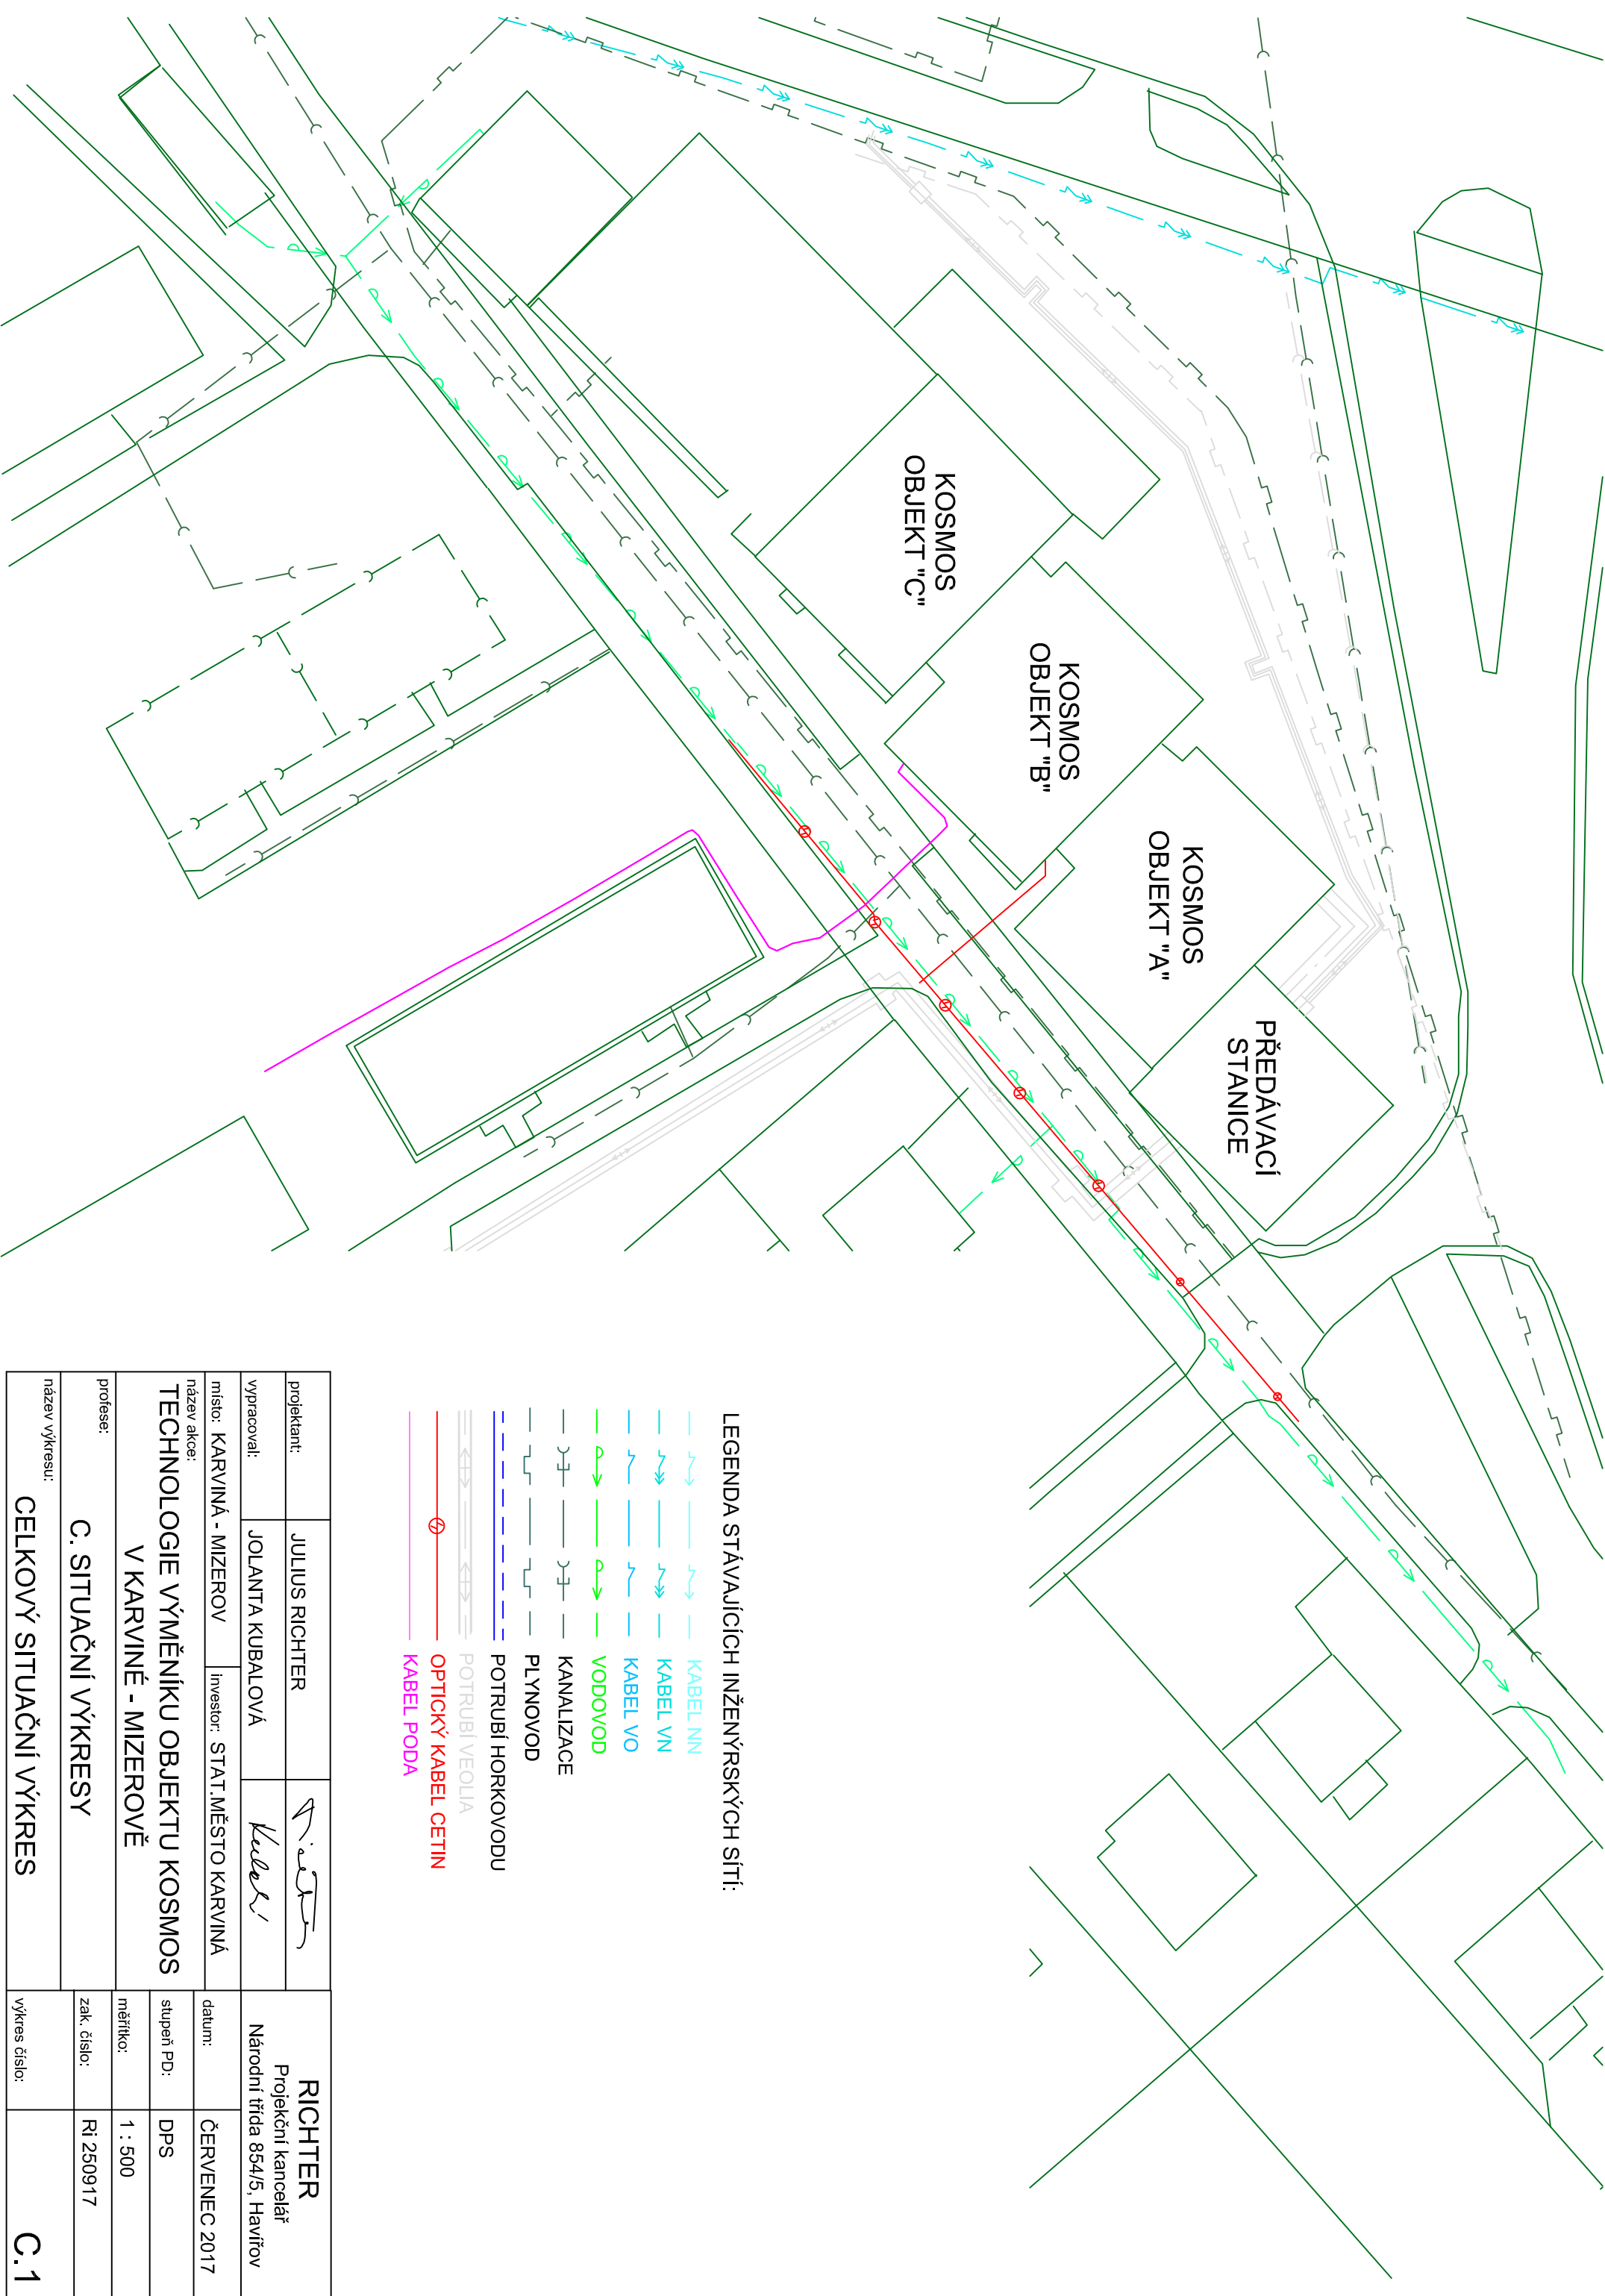 KOSMOS
OBJEKT "C"
KOSMOS
OBJEKT "B"
KOSMOS
OBJEKT "A"
PŘEDÁVACÍ
STANICE
LEGENDA STÁVAJÍCÍCH INŽENÝRSKÝCH SÍTÍ:
KABEL NN
KABEL VN
KABEL VO
VODOVOD
KANALIZACE
PLYNOVOD
POTRUBÍ HORKOVODU
POTRUBÍ VEOLIA
OPTICKÝ KABEL CETIN
KABEL PODA
projektant: JULIUS RICHTER
vypracoval: JOLANTA KUBALOVÁ
místo: KARVINÁ - MIZEROV investor: STAT.MĚSTO KARVINÁ
název akce:
TECHNOLOGIE VÝMĚNÍKU OBJEKTU KOSMOS
V KARVINÉ - MIZEROVĚ
profese:
C. SITUAČNÍ VÝKRESY
název výkresu:
CELKOVÝ SITUAČNÍ VÝKRES
RICHTER
Projekční kancelář
Národní třída 854/5, Havířov
datum: ČERVENEC 2017
stupeň PD: DPS
měřítko: 1 : 500
zak. číslo: Ri 250917
výkres číslo: C.1